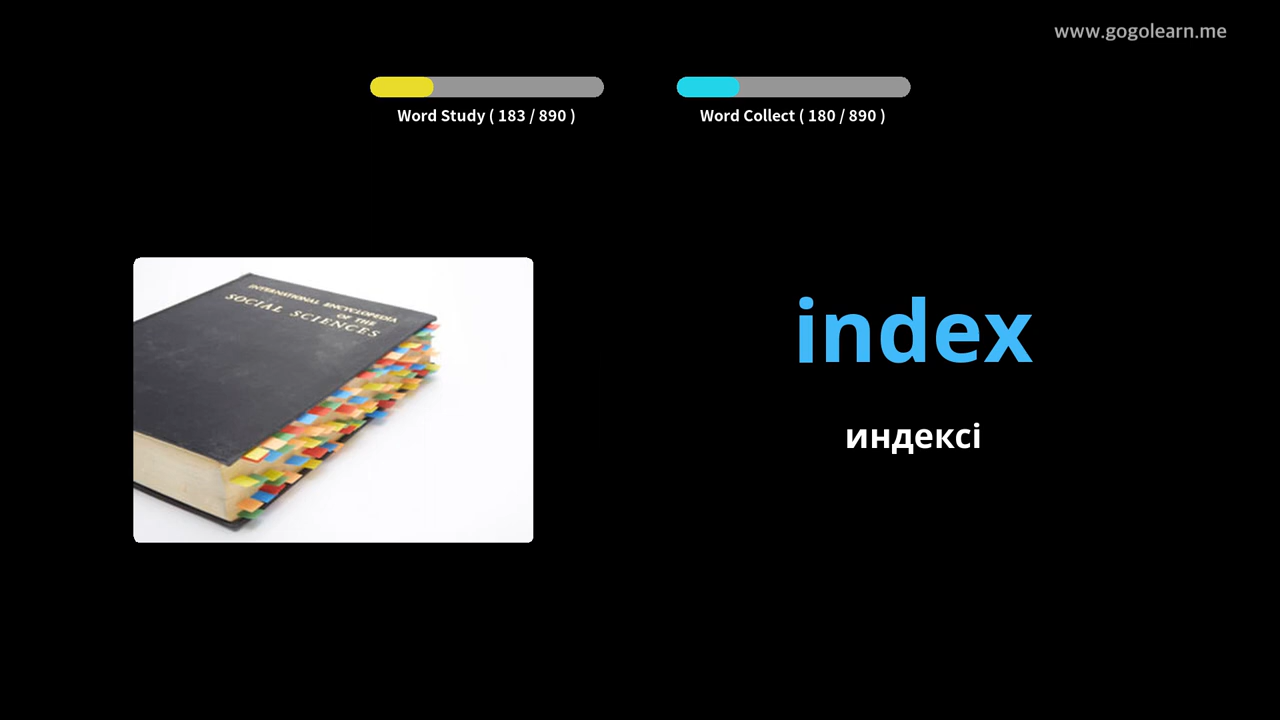 www.gogolearn.me
Word Study ( 183 / 890 )
Word Collect ( 180 / 890 )
INTERNATIONAL ENCYCLOPEDIA
OF THE
SOCIAL SCIENCES
index
индексі